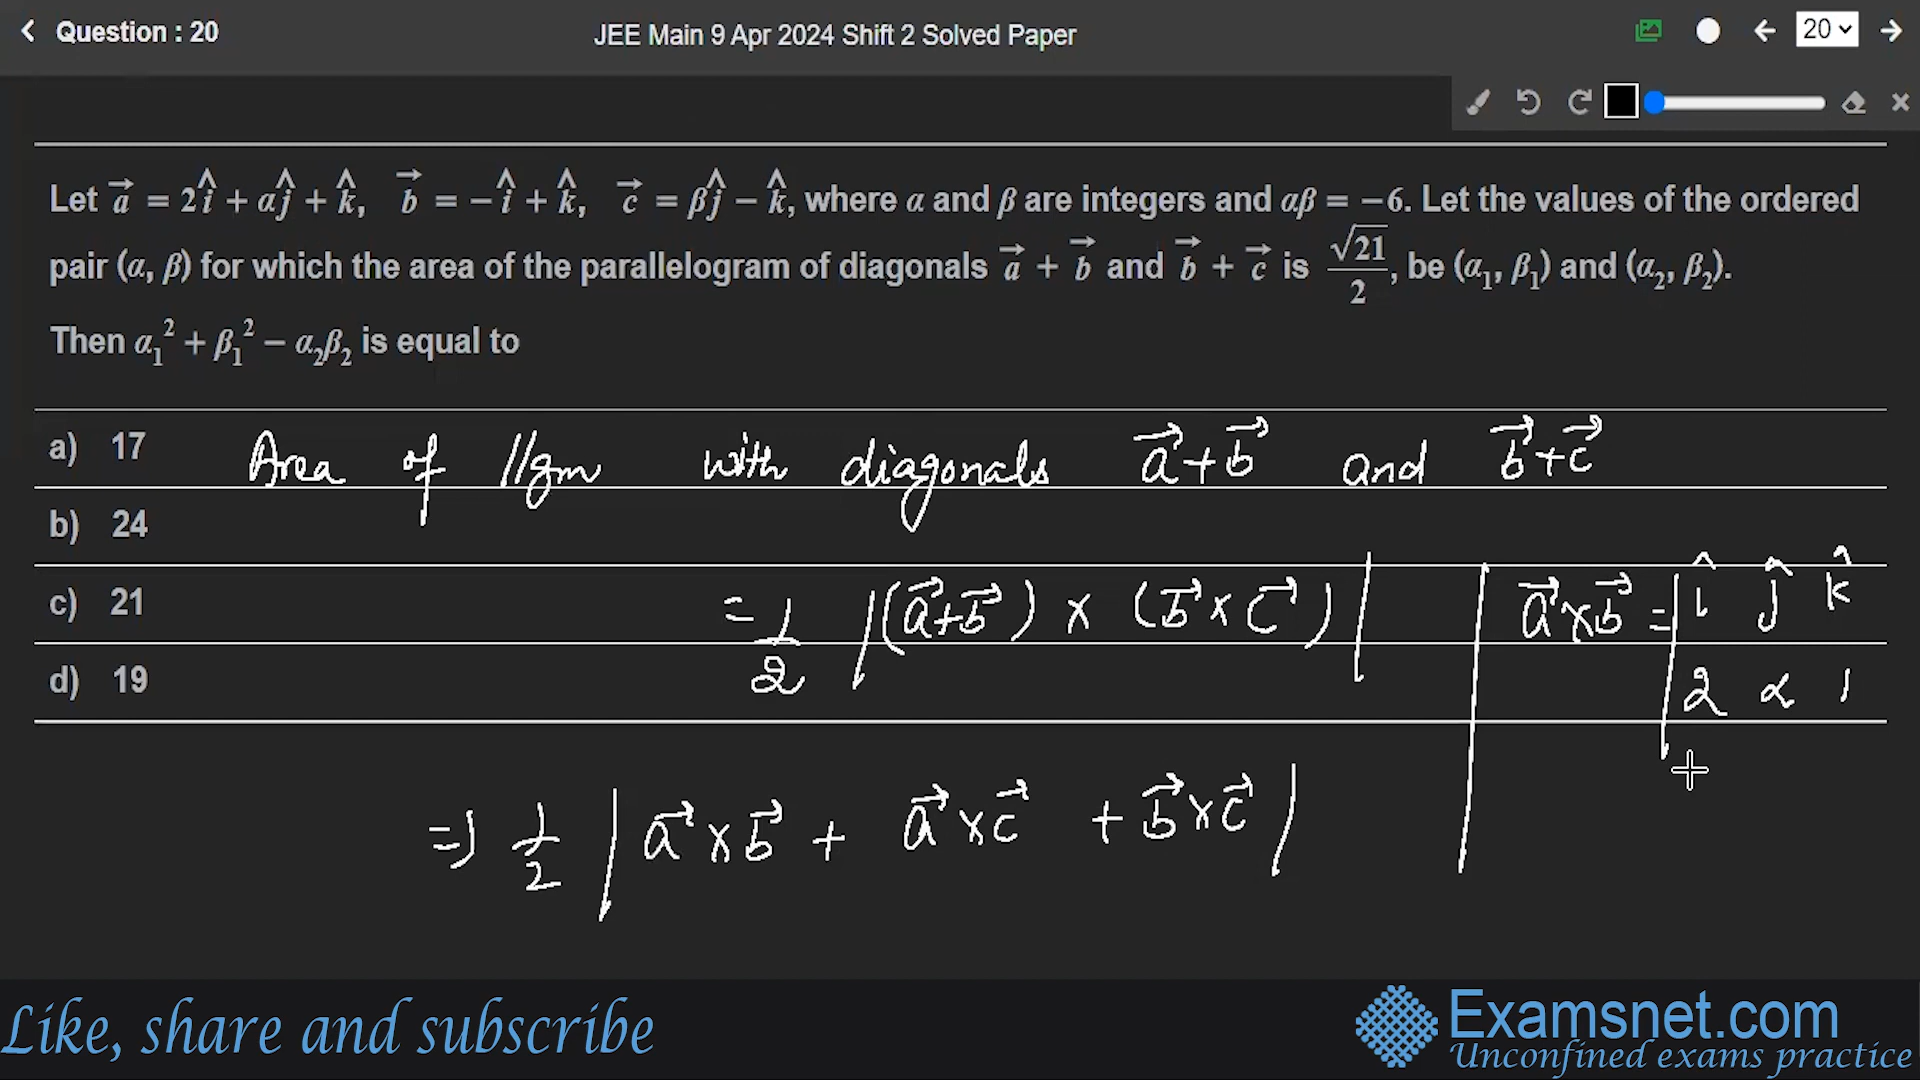 Question : 20
JEE Main 9 Apr 2024 Shift 2 Solved Paper
20
Let a⃗ = 2î + αĵ + k̂, b⃗ = −î + k̂, c⃗ = βĵ − k̂, where α and β are integers and αβ = −6. Let the values of the ordered
pair (α, β) for which the area of the parallelogram of diagonals a⃗ + b⃗ and b⃗ + c⃗ is √21/2, be (α₁, β₁) and (α₂, β₂).
Then α₁² + β₁² − α₂β₂ is equal to
a) 17
Area of //gm with diagonals a⃗+b⃗ and b⃗+c⃗
b) 24
c) 21
= 1/2 |(a⃗+b⃗) × (b⃗×c⃗)|
a⃗×b⃗ = | î ĵ k̂
d) 19
2 α 1
=> 1/2 | a⃗×b⃗ + a⃗×c⃗ + b⃗×c⃗ |
Like, share and subscribe
Examsnet.com
Unconfined exams practice